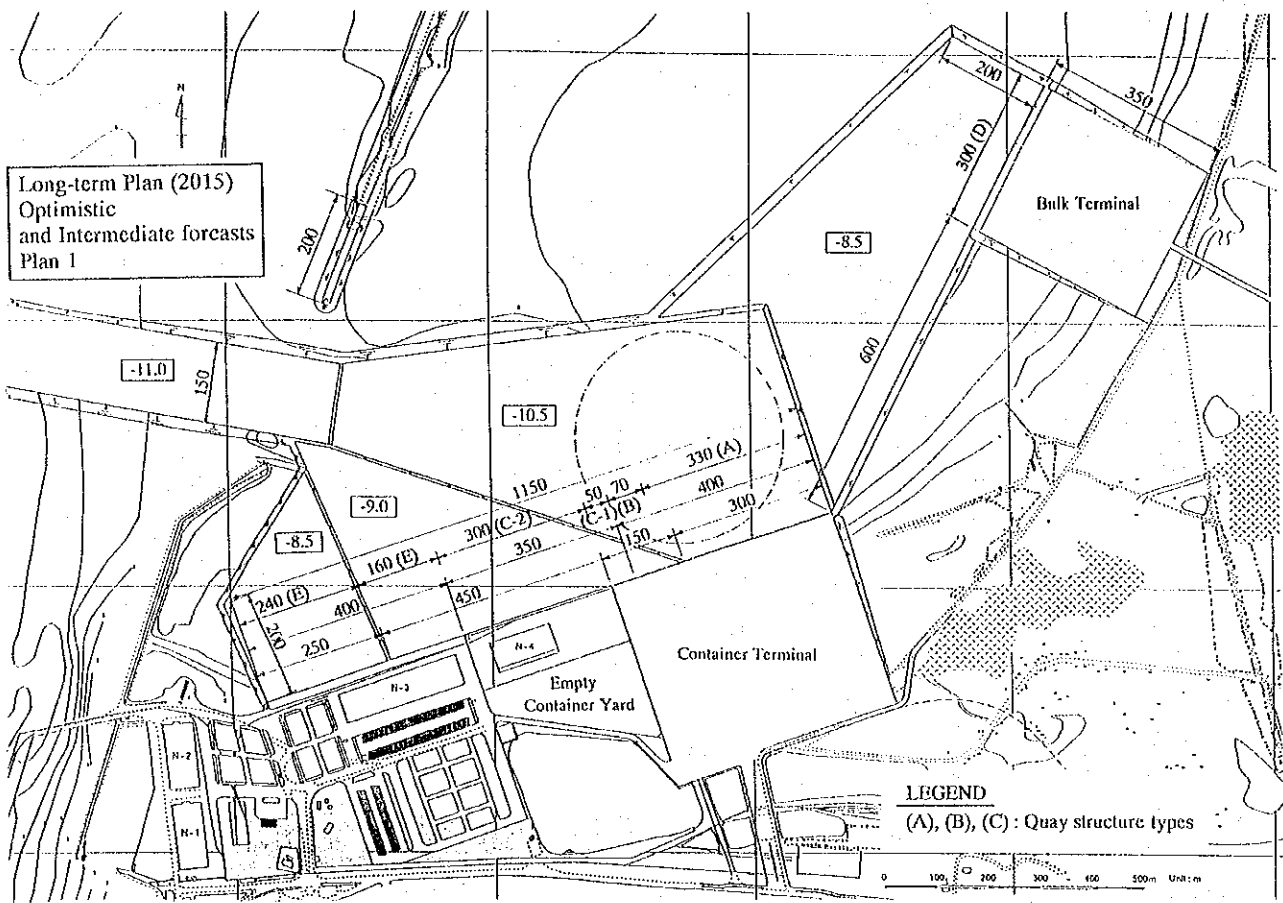 N
Long-term Plan (2015)
Optimistic
and Intermediate forcasts
Plan 1
200
200
350
300 (D)
Bulk Terminal
-8.5
600
-11.0
150
-10.5
330 (A)
1150
50
70
400
-9.0
300 (C-2)
(C-1)
(B)
300
-8.5
160 (E)
350
150
240 (E)
400
450
200
250
N-4
Container Terminal
N-3
Empty
Container Yard
N-2
N-1
LEGEND
(A), (B), (C) : Quay structure types
0 100 200 300 400 500m Unit : m